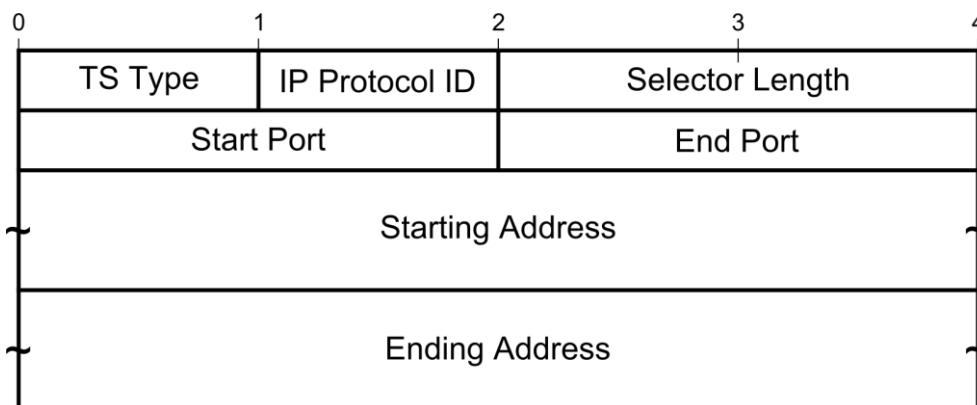 0 1 2 3 4
TS Type IP Protocol ID Selector Length
Start Port End Port
Starting Address
~ ~
Ending Address
~ ~